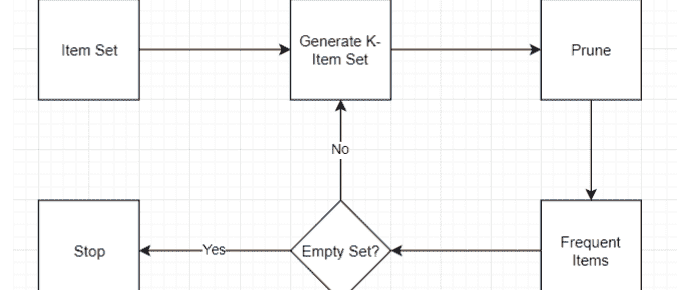 Item Set
Generate K-
Item Set
Prune
No
Stop
Yes
Empty Set?
Frequent
Items